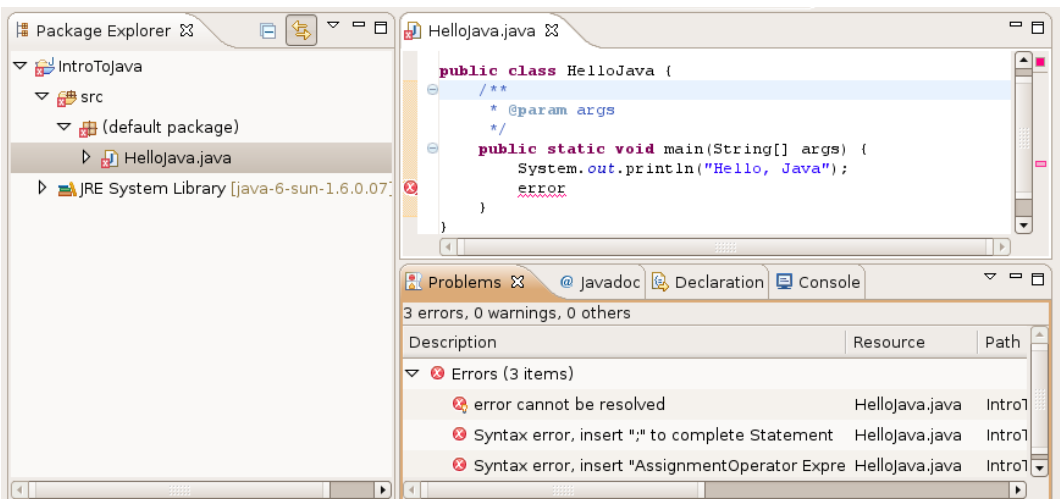 Package Explorer
IntroToJava
src
(default package)
HelloJava.java
JRE System Library [java-6-sun-1.6.0.07]
HelloJava.java
public class HelloJava {
/**
* @param args
*/
public static void main(String[] args) {
System.out.println("Hello, Java");
error
}
}
Problems @ Javadoc Declaration Console
3 errors, 0 warnings, 0 others
Description Resource Path
Errors (3 items)
error cannot be resolved HelloJava.java IntroT
Syntax error, insert ";" to complete Statement HelloJava.java IntroT
Syntax error, insert "AssignmentOperator Expre HelloJava.java IntroT